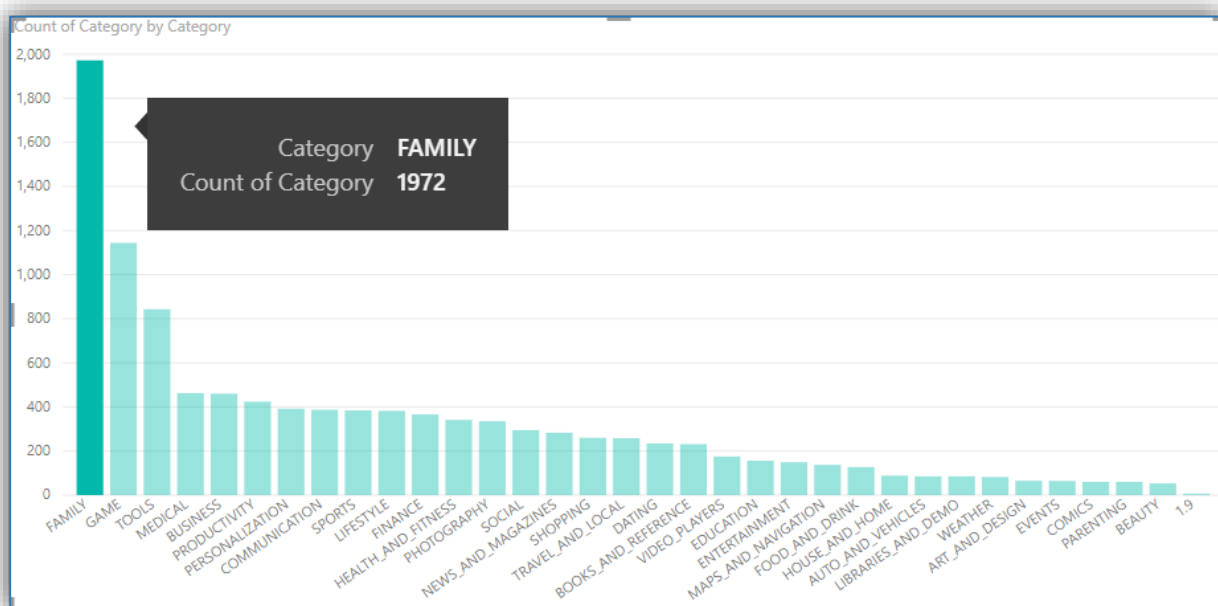 Count of Category by Category
2,000
1,800
1,600
1,400
1,200
1,000
800
600
400
200
0
Category FAMILY
Count of Category 1972
FAMILY
GAME
TOOLS
MEDICAL
BUSINESS
PRODUCTIVITY
PERSONALIZATION
COMMUNICATION
SPORTS
LIFESTYLE
FINANCE
HEALTH_AND_FITNESS
PHOTOGRAPHY
SOCIAL
NEWS_AND_MAGAZINES
SHOPPING
TRAVEL_AND_LOCAL
DATING
BOOKS_AND_REFERENCE
VIDEO_PLAYERS
EDUCATION
ENTERTAINMENT
MAPS_AND_NAVIGATION
FOOD_AND_DRINK
HOUSE_AND_HOME
AUTO_AND_VEHICLES
LIBRARIES_AND_DEMO
WEATHER
ART_AND_DESIGN
EVENTS
COMICS
PARENTING
BEAUTY
1.9